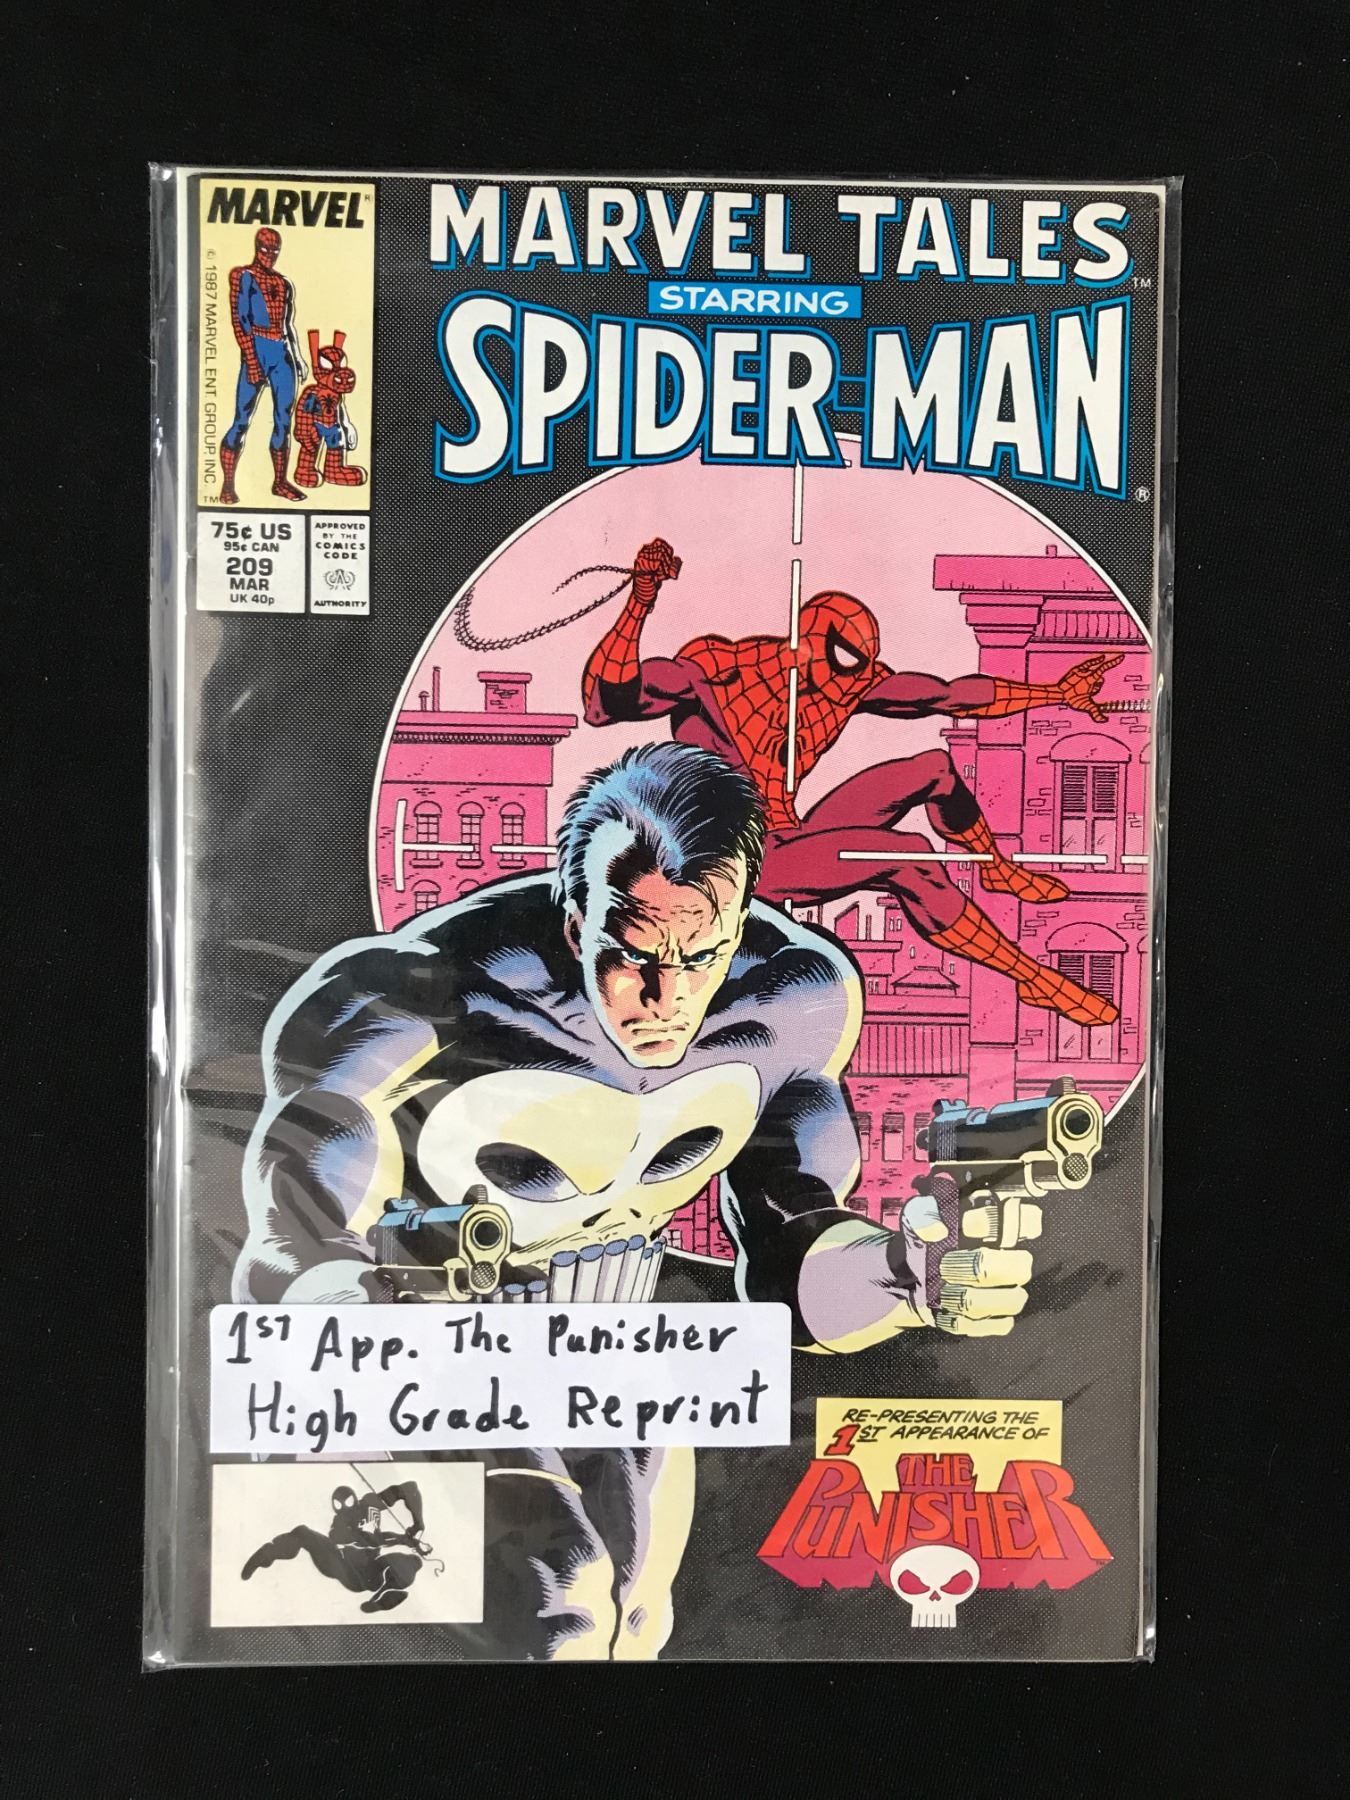 MARVEL®
© 1987 MARVEL ENT. GROUP, INC.
TM
75¢ US
95¢ CAN
209
MAR
UK 40p
APPROVED
BY THE
COMICS
CODE
AUTHORITY
MARVEL TALES™
STARRING
SPIDER-MAN®
1ST App. The Punisher
High Grade Reprint
RE-PRESENTING THE
1ST APPEARANCE OF
THE
PUNISHER